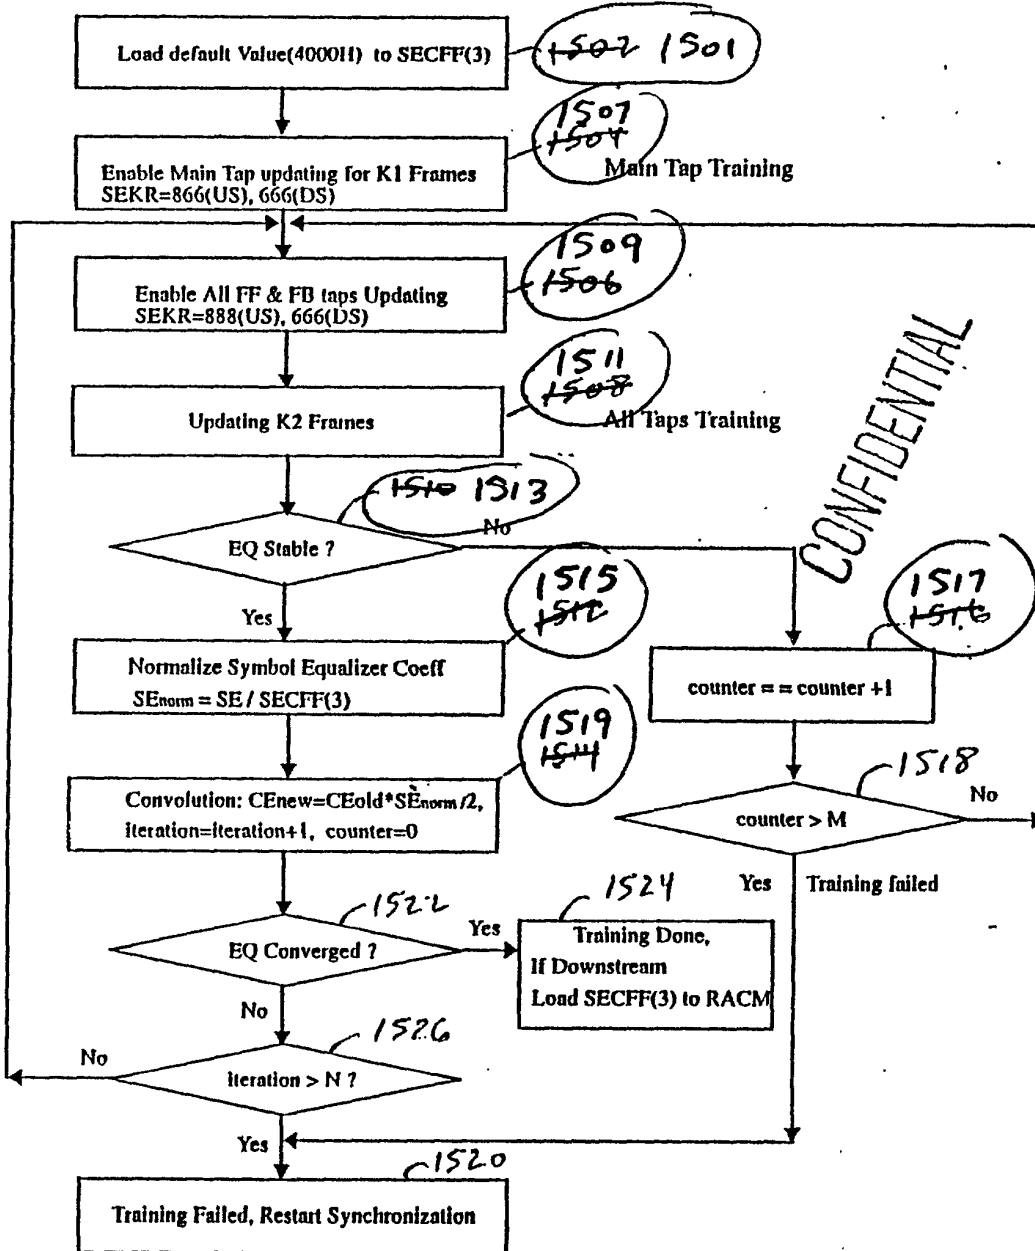 Load default Value(4000H) to SECFF(3)
1502 1501
1507
1504
Enable Main Tap updating for K1 Frames
SEKR=866(US), 666(DS)
Main Tap Training
1509
1506
Enable All FF & FB taps Updating
SEKR=888(US), 666(DS)
1511
1508
Updating K2 Frames
All Taps Training
CONFIDENTIAL
1510 1513
EQ Stable ?
No
Yes
1515
1512
1517
1516
Normalize Symbol Equalizer Coeff
SEnorm = SE / SECFF(3)
counter = = counter +1
1519
1514
Convolution: CEnew=CEold*SEnorm/2,
iteration=iteration+1, counter=0
1518
counter > M
No
Yes
Training failed
1522
EQ Converged ?
Yes
No
1524
Training Done,
If Downstream
Load SECFF(3) to RACM
1526
iteration > N ?
No
Yes
1520
Training Failed, Restart Synchronization